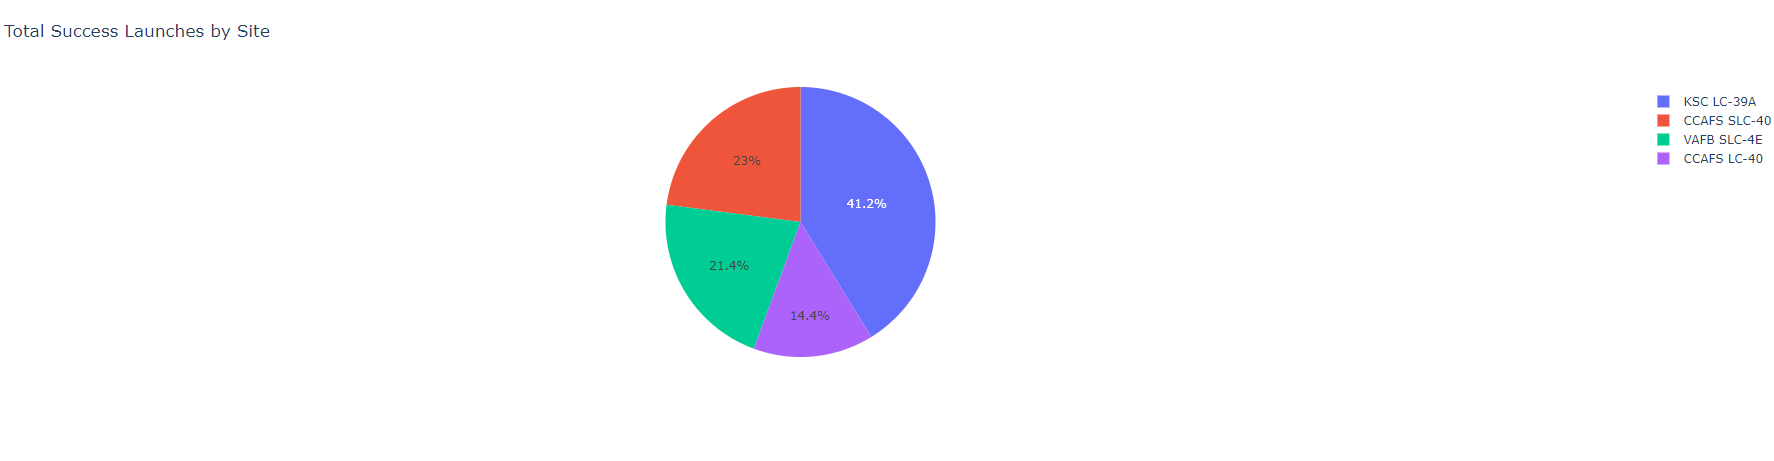 Total Success Launches by Site
KSC LC-39A
CCAFS SLC-40
VAFB SLC-4E
CCAFS LC-40
23%
41.2%
21.4%
14.4%